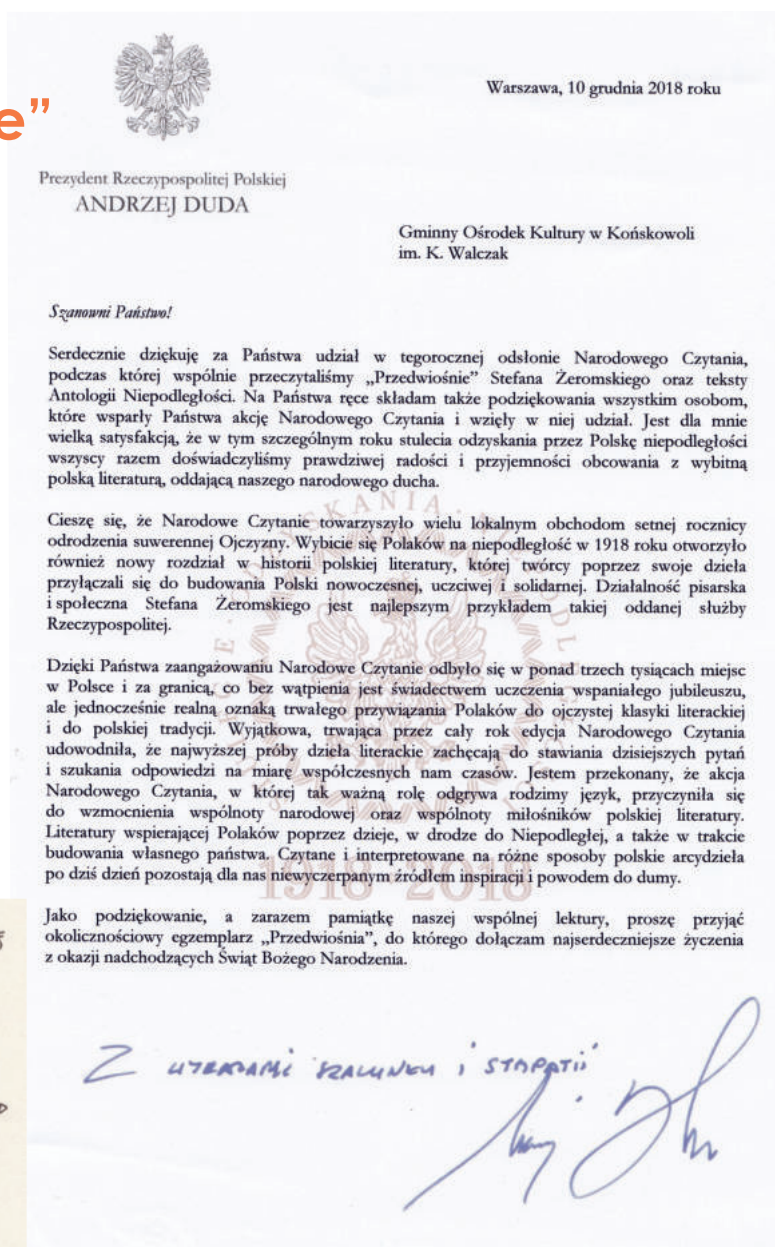 e”
Warszawa, 10 grudnia 2018 roku
Prezydent Rzeczypospolitej Polskiej
ANDRZEJ DUDA
Gminny Ośrodek Kultury w Końskowoli
im. K. Walczak
Szanowni Państwo!
Serdecznie dziękuję za Państwa udział w tegorocznej odsłonie Narodowego Czytania,
podczas której wspólnie przeczytaliśmy „Przedwiośnie” Stefana Żeromskiego oraz teksty
Antologii Niepodległości. Na Państwa ręce składam także podziękowania wszystkim osobom,
które wsparły Państwa akcję Narodowego Czytania i wzięły w niej udział. Jest dla mnie
wielką satysfakcją, że w tym szczególnym roku stulecia odzyskania przez Polskę niepodległości
wszyscy razem doświadczyliśmy prawdziwej radości i przyjemności obcowania z wybitną
polską literaturą, oddającą naszego narodowego ducha.
Cieszę się, że Narodowe Czytanie towarzyszyło wielu lokalnym obchodom setnej rocznicy
odrodzenia suwerennej Ojczyzny. Wybicie się Polaków na niepodległość w 1918 roku otworzyło
również nowy rozdział w historii polskiej literatury, której twórcy poprzez swoje dzieła
przyłączali się do budowania Polski nowoczesnej, uczciwej i solidarnej. Działalność pisarska
i społeczna Stefana Żeromskiego jest najlepszym przykładem takiej oddanej służby
Rzeczypospolitej.
Dzięki Państwa zaangażowaniu Narodowe Czytanie odbyło się w ponad trzech tysiącach miejsc
w Polsce i za granicą, co bez wątpienia jest świadectwem uczczenia wspaniałego jubileuszu,
ale jednocześnie realną oznaką trwałego przywiązania Polaków do ojczystej klasyki literackiej
i do polskiej tradycji. Wyjątkowa, trwająca przez cały rok edycja Narodowego Czytania
udowodniła, że najwyższej próby dzieła literackie zachęcają do stawiania dzisiejszych pytań
i szukania odpowiedzi na miarę współczesnych nam czasów. Jestem przekonany, że akcja
Narodowego Czytania, w której tak ważną rolę odgrywa rodzimy język, przyczyniła się
do wzmocnienia wspólnoty narodowej oraz wspólnoty miłośników polskiej literatury.
Literatury wspierającej Polaków poprzez dzieje, w drodze do Niepodległej, a także w trakcie
budowania własnego państwa. Czytane i interpretowane na różne sposoby polskie arcydzieła
po dziś dzień pozostają dla nas niewyczerpanym źródłem inspiracji i powodem do dumy.
1918-2018
Jako podziękowanie, a zarazem pamiątkę naszej wspólnej lektury, proszę przyjąć
okolicznościowy egzemplarz „Przedwiośnia”, do którego dołączam najserdeczniejsze życzenia
z okazji nadchodzących Świąt Bożego Narodzenia.
Z wyrazami szacunku i sympatii